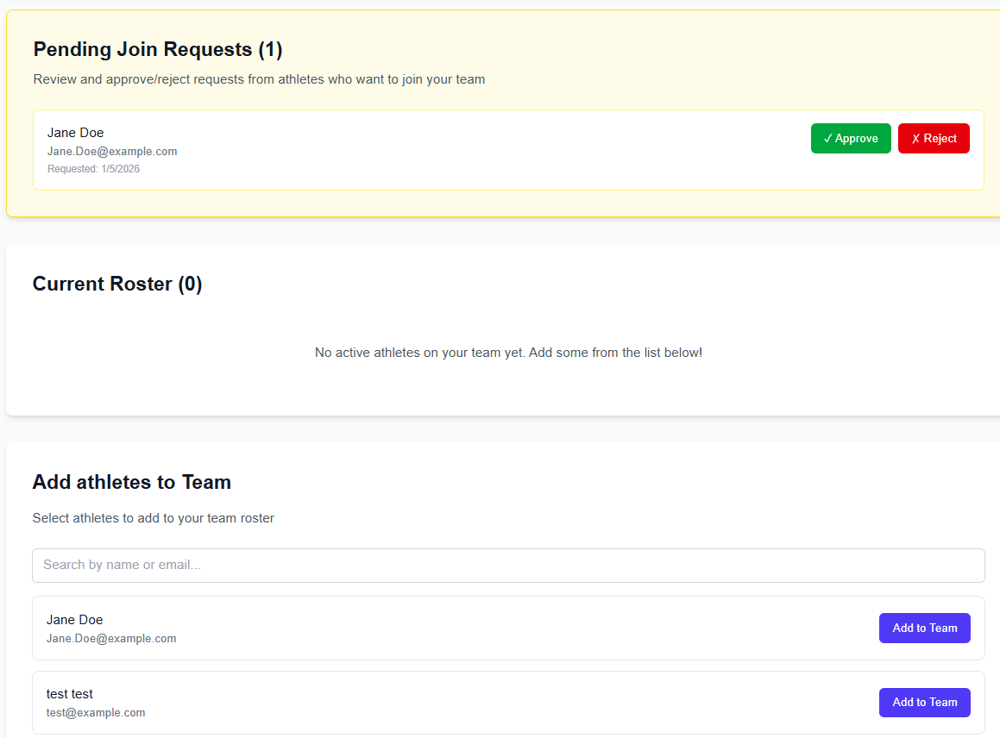 Pending Join Requests (1)
Review and approve/reject requests from athletes who want to join your team
Jane Doe
Jane.Doe@example.com
Requested: 1/5/2026
✓ Approve
✗ Reject
Current Roster (0)
No active athletes on your team yet. Add some from the list below!
Add athletes to Team
Select athletes to add to your team roster
Search by name or email...
Jane Doe
Jane.Doe@example.com
Add to Team
test test
test@example.com
Add to Team